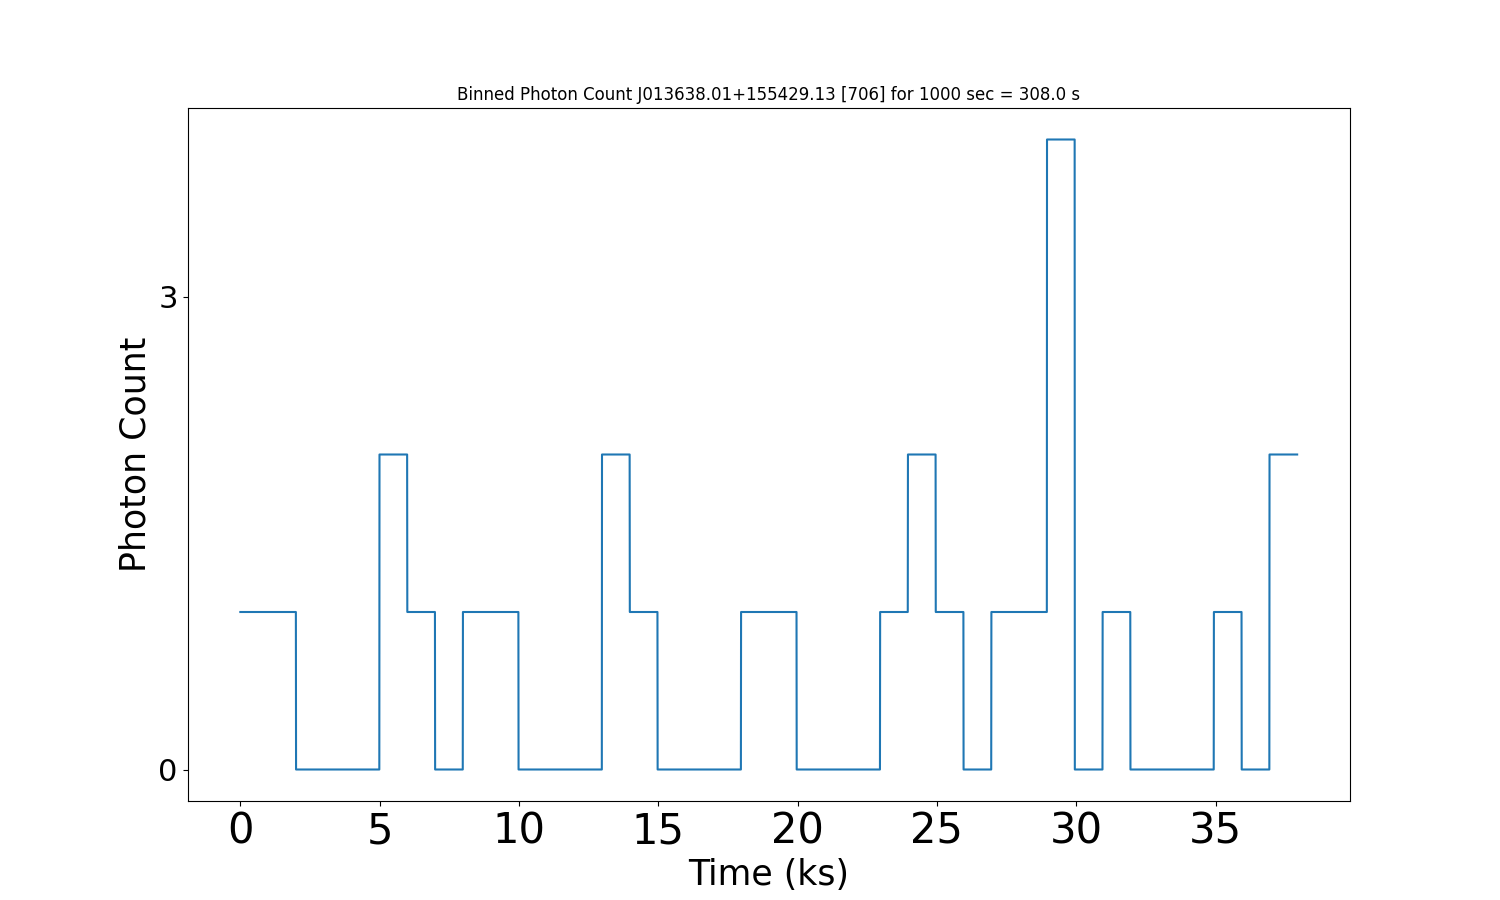 Binned Photon Count J013638.01+155429.13 [706] for 1000 sec = 308.0 s
3
Photon Count
0
0 5 10 15 20 25 30 35
Time (ks)